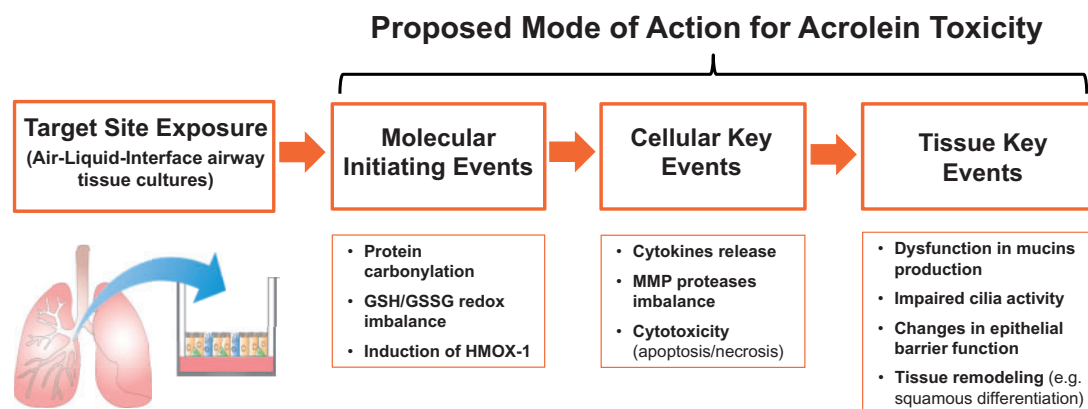 Proposed Mode of Action for Acrolein Toxicity
Target Site Exposure
(Air-Liquid-Interface airway
tissue cultures)
Molecular
Initiating Events
Cellular Key
Events
Tissue Key
Events
• Protein
carbonylation
• GSH/GSSG redox
imbalance
• Induction of HMOX-1
• Cytokines release
• MMP proteases
imbalance
• Cytotoxicity
(apoptosis/necrosis)
• Dysfunction in mucins
production
• Impaired cilia activity
• Changes in epithelial
barrier function
• Tissue remodeling (e.g.
squamous differentiation)